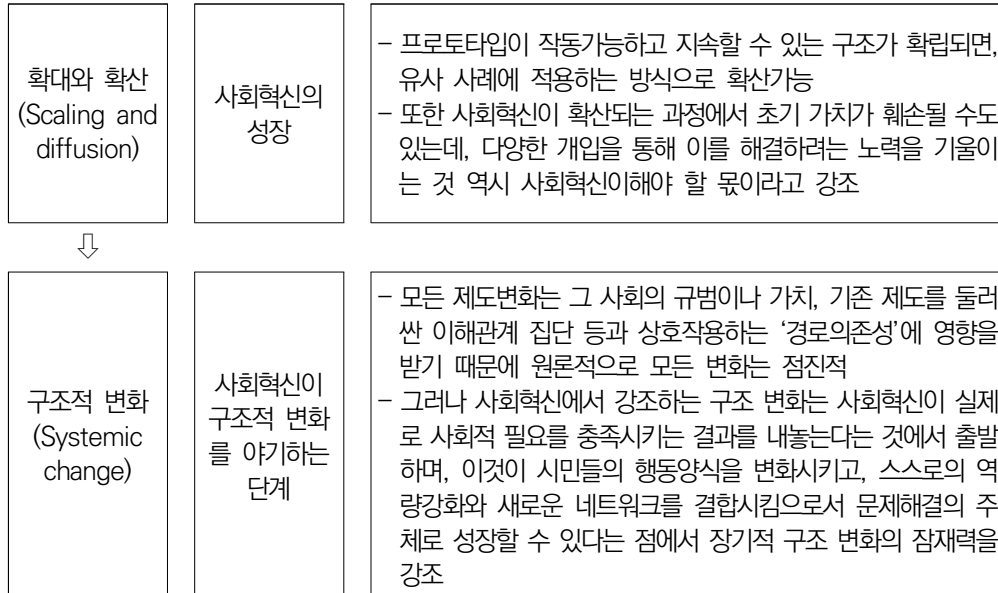 확대와 확산
(Scaling and
diffusion)
사회혁신의
성장
- 프로토타입이 작동가능하고 지속할 수 있는 구조가 확립되면,
유사 사례에 적용하는 방식으로 확산가능
- 또한 사회혁신이 확산되는 과정에서 초기 가치가 훼손될 수도
있는데, 다양한 개입을 통해 이를 해결하려는 노력을 기울이
는 것 역시 사회혁신이해야 할 몫이라고 강조
⇩
구조적 변화
(Systemic
change)
사회혁신이
구조적 변화
를 야기하는
단계
- 모든 제도변화는 그 사회의 규범이나 가치, 기존 제도를 둘러
싼 이해관계 집단 등과 상호작용하는 ‘경로의존성’에 영향을
받기 때문에 원론적으로 모든 변화는 점진적
- 그러나 사회혁신에서 강조하는 구조 변화는 사회혁신이 실제
로 사회적 필요를 충족시키는 결과를 내놓는다는 것에서 출발
하며, 이것이 시민들의 행동양식을 변화시키고, 스스로의 역
량강화와 새로운 네트워크를 결합시킴으로서 문제해결의 주
체로 성장할 수 있다는 점에서 장기적 구조 변화의 잠재력을
강조